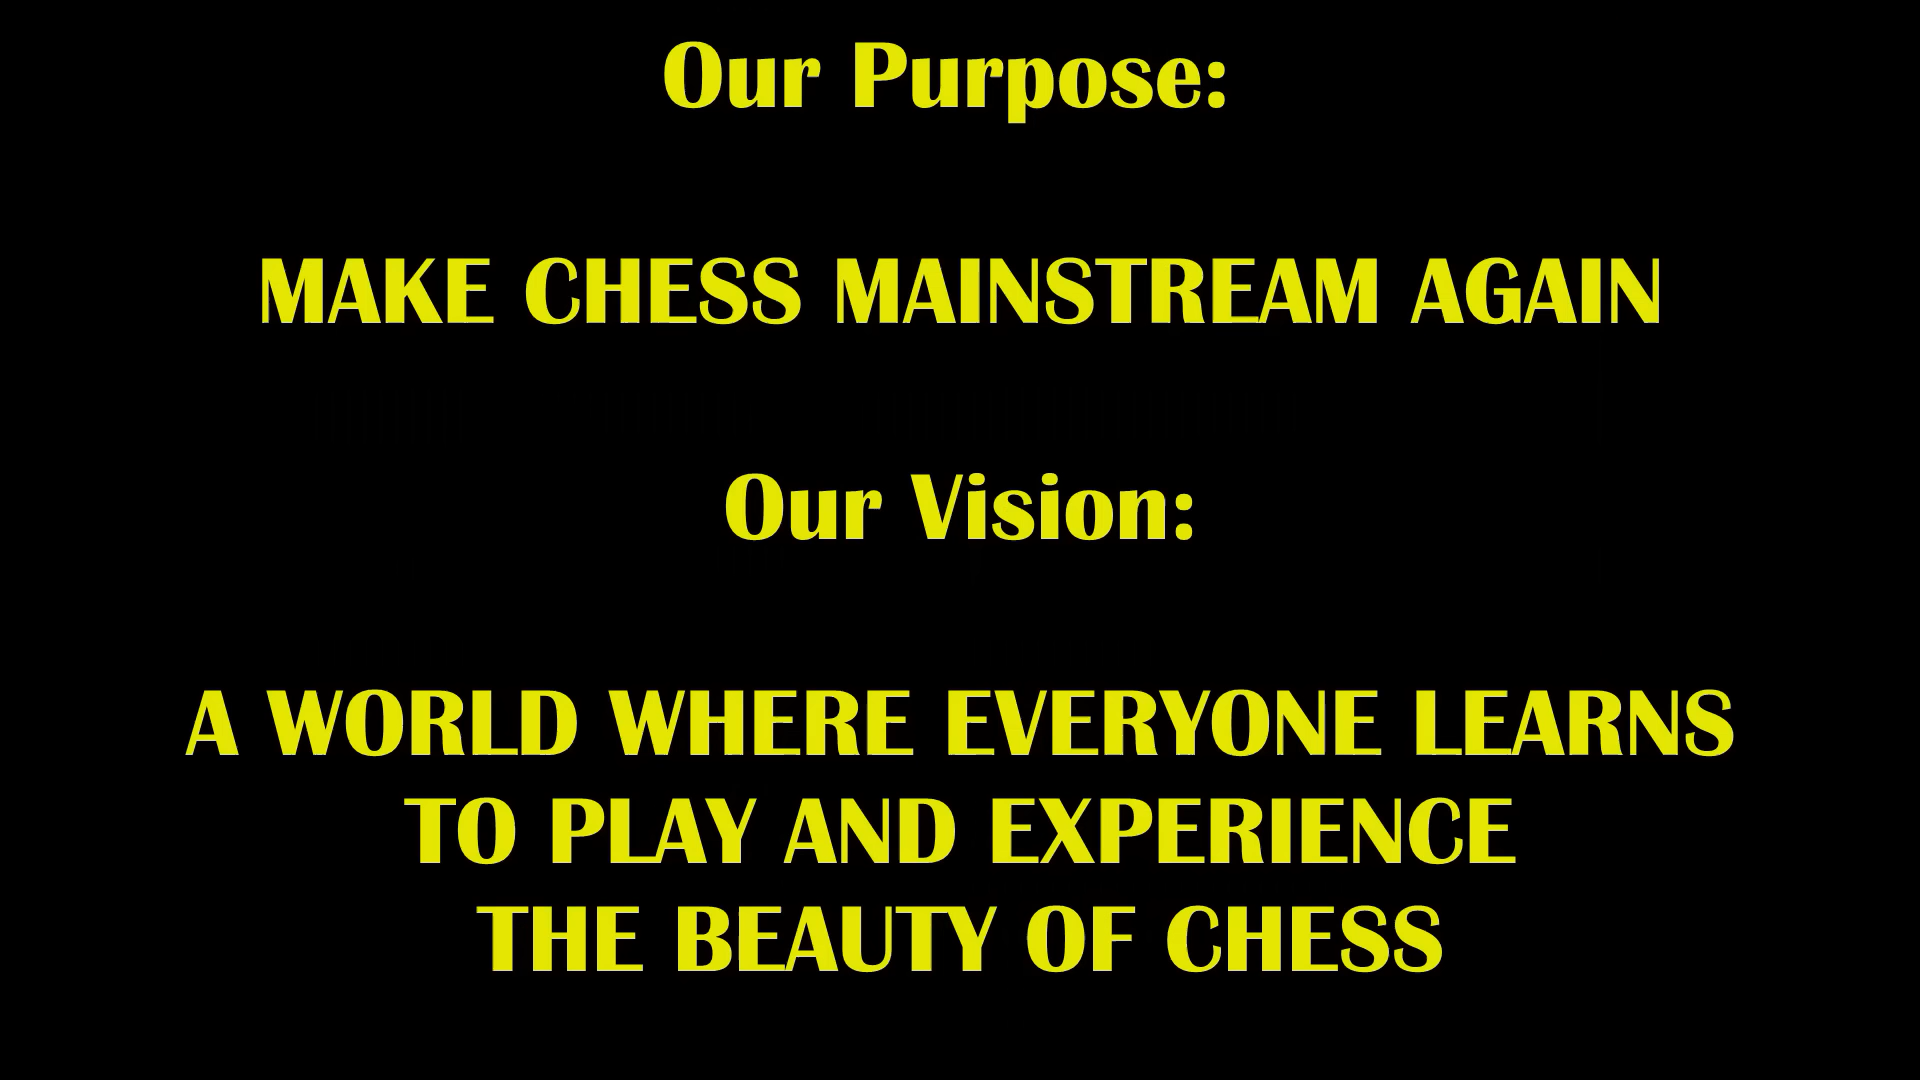 Our Purpose:
MAKE CHESS MAINSTREAM AGAIN
Our Vision:
A WORLD WHERE EVERYONE LEARNS
TO PLAY AND EXPERIENCE
THE BEAUTY OF CHESS